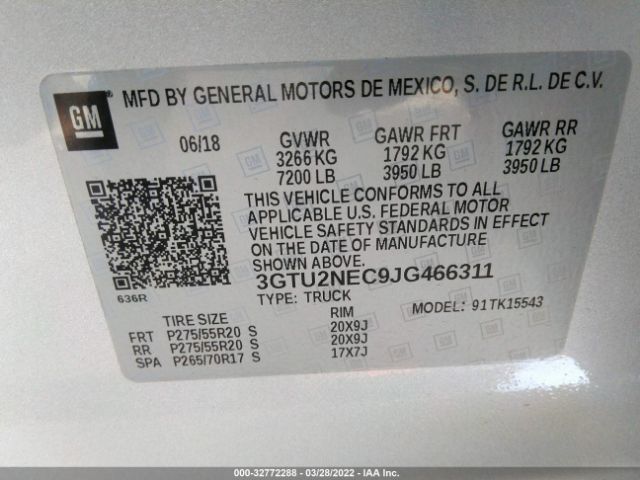 GM MFD BY GENERAL MOTORS DE MEXICO, S. DE R.L. DE C.V.
06/18 GVWR GAWR FRT GAWR RR
3266 KG 1792 KG 1792 KG
7200 LB 3950 LB 3950 LB
THIS VEHICLE CONFORMS TO ALL
APPLICABLE U.S. FEDERAL MOTOR
VEHICLE SAFETY STANDARDS IN EFFECT
ON THE DATE OF MANUFACTURE
SHOWN ABOVE.
3GTU2NEC9JG466311
636R
TYPE: TRUCK MODEL: 91TK15543
TIRE SIZE RIM
FRT P275/55R20 S 20X9J
RR P275/55R20 S 20X9J
SPA P265/70R17 S 17X7J
000-32772288 - 03/28/2022 - IAA Inc.